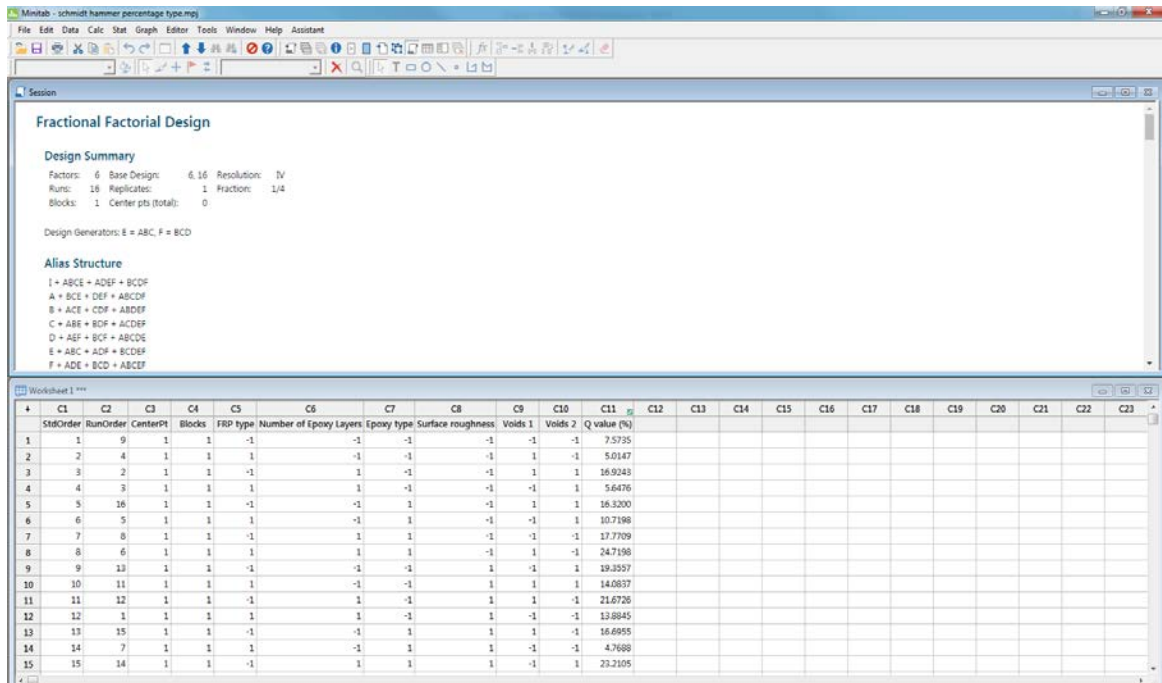 Minitab - schmidt hammer percentage type.mpj
File Edit Data Calc Stat Graph Editor Tools Window Help Assistant
Session
Fractional Factorial Design
Design Summary
Factors: 6 Base Design: 6, 16 Resolution: IV
Runs: 16 Replicates: 1 Fraction: 1/4
Blocks: 1 Center pts (total): 0
Design Generators: E = ABC, F = BCD
Alias Structure
I + ABCE + ADEF + BCDF
A + BCE + DEF + ABCDF
B + ACE + CDF + ABDEF
C + ABE + BDF + ACDEF
D + AEF + BCF + ABCDE
E + ABC + ADF + BCDEF
F + ADE + BCD + ABCEF
Worksheet 1 ***
+ C1 C2 C3 C4 C5 C6 C7 C8 C9 C10 C11 C12 C13 C14 C15 C16 C17 C18 C19 C20 C21 C22 C23
StdOrder RunOrder CenterPt Blocks FRP type Number of Epoxy Layers Epoxy type Surface roughness Voids 1 Voids 2 Q value (%)
1 1 9 1 1 -1 -1 -1 -1 -1 -1 7.5735
2 2 4 1 1 1 -1 -1 -1 1 -1 5.0147
3 3 2 1 1 -1 1 -1 -1 1 1 16.9243
4 4 3 1 1 1 1 -1 -1 -1 1 5.6476
5 5 16 1 1 -1 -1 1 -1 1 1 16.3200
6 6 5 1 1 1 -1 1 -1 -1 1 10.7198
7 7 8 1 1 -1 1 1 -1 -1 -1 17.7709
8 8 6 1 1 1 1 1 -1 1 -1 24.7198
9 9 13 1 1 -1 -1 -1 1 -1 1 19.3557
10 10 11 1 1 1 -1 -1 1 1 1 14.0837
11 11 12 1 1 -1 1 -1 1 1 -1 21.6726
12 12 1 1 1 1 1 -1 1 -1 -1 13.8845
13 13 15 1 1 -1 -1 1 1 1 -1 16.6955
14 14 7 1 1 1 -1 1 1 -1 -1 4.7688
15 15 14 1 1 -1 1 1 1 -1 1 23.2105